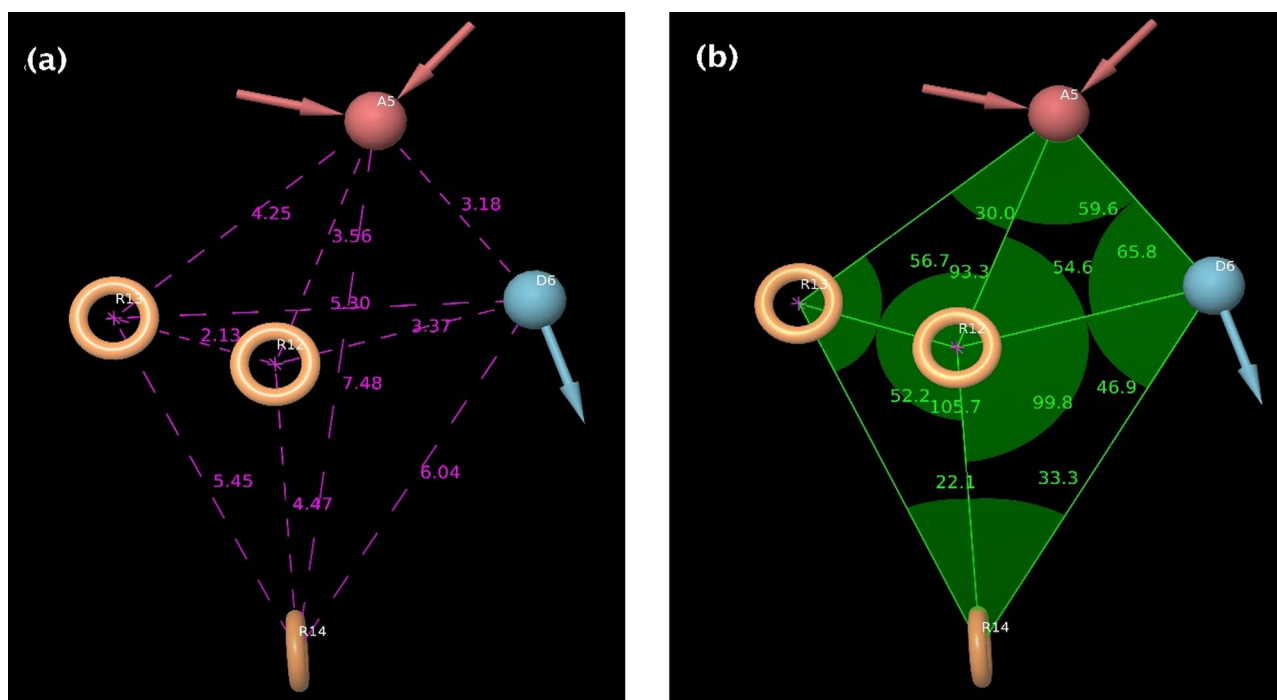 (a)
A5
3.18
4.25
3.56
D6
R13
5.30
3.37
2.13
R12
7.48
6.04
5.45
4.47
R14
(b)
A5
30.0
59.6
65.8
56.7
93.3
54.6
D6
R13
R12
46.9
52.2
105.7
99.8
22.1
33.3
R14